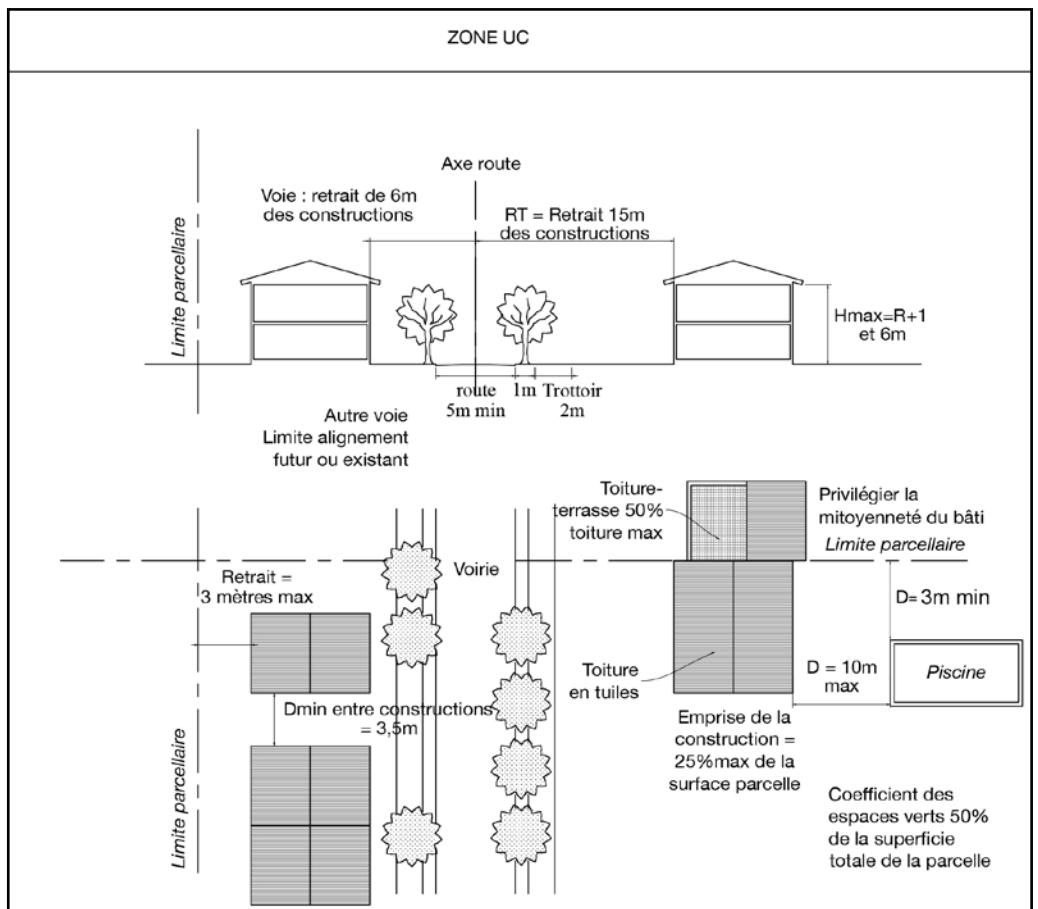 ZONE UC
Axe route
Voie : retrait de 6m
des constructions
RT = Retrait 15m
des constructions
Limite parcellaire
Hmax=R+1
et 6m
route
5m min
1m
Trottoir
2m
Autre voie
Limite alignement
futur ou existant
Toiture-
terrasse 50%
toiture max
Privilégier la
mitoyenneté du bâti
Limite parcellaire
Voirie
Retrait =
3 mètres max
D= 3m min
Toiture
en tuiles
D = 10m
max
Piscine
Dmin entre constructions
= 3,5m
Emprise de la
construction =
25%max de la
surface parcelle
Limite parcellaire
Coefficient des
espaces verts 50%
de la superficie
totale de la parcelle